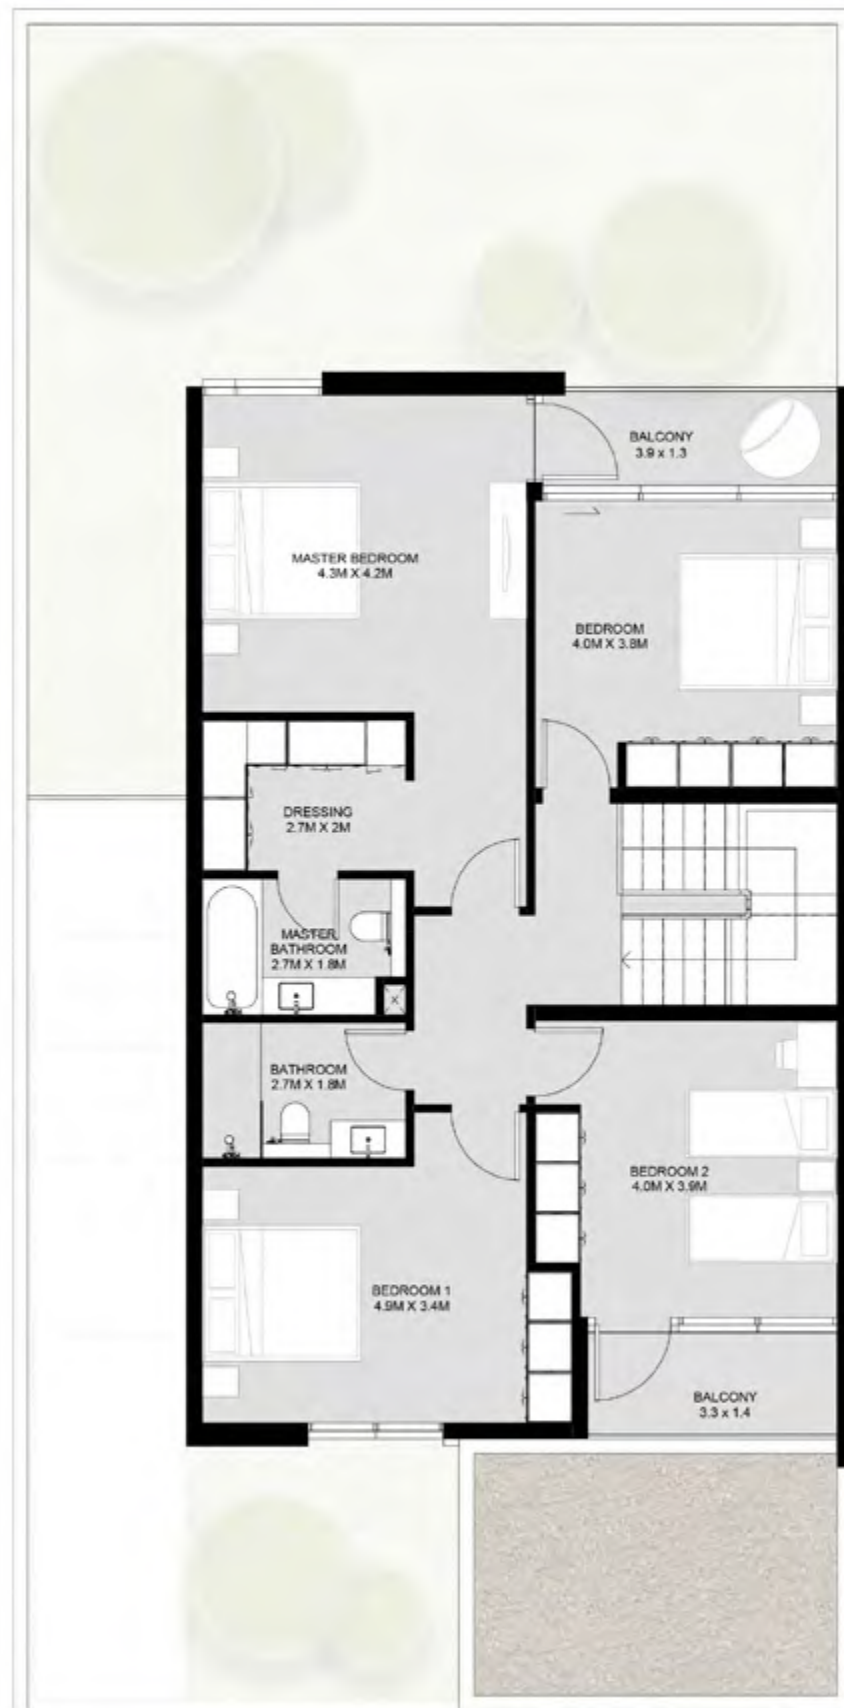 BALCONY
3.9 x 1.3
MASTER BEDROOM
4.3M X 4.2M
BEDROOM
4.0M X 3.8M
DRESSING
2.7M X 2M
MASTER
BATHROOM
2.7M X 1.8M
X
BATHROOM
2.7M X 1.8M
BEDROOM 2
4.0M X 3.9M
BEDROOM 1
4.9M X 3.4M
BALCONY
3.3 x 1.4